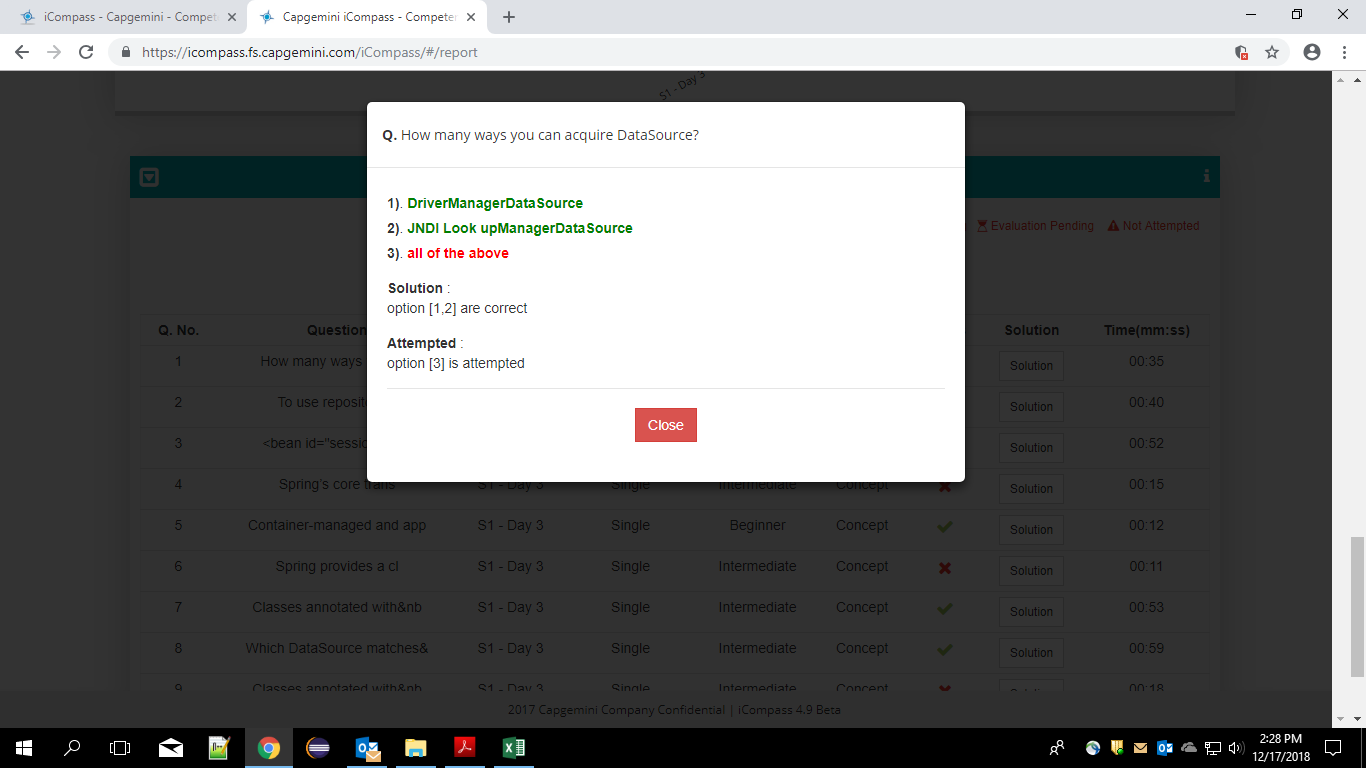 iCompass - Capgemini - Compet
Capgemini iCompass - Competen
https://icompass.fs.capgemini.com/iCompass/#/report
S1 - Day 3
Q. How many ways you can acquire DataSource?
1). DriverManagerDataSource
2). JNDI Look upManagerDataSource
3). all of the above
Solution :
option [1,2] are correct
Attempted :
option [3] is attempted
Close
Evaluation Pending Not Attempted
Q. No. Question Solution Time(mm:ss)
1 How many ways Solution 00:35
2 To use reposit Solution 00:40
3 <bean id="sessio Solution 00:52
4 Spring's core trans S1 - Day 3 Single Intermediate Concept Solution 00:15
5 Container-managed and app S1 - Day 3 Single Beginner Concept Solution 00:12
6 Spring provides a cl S1 - Day 3 Single Intermediate Concept Solution 00:11
7 Classes annotated with&nb S1 - Day 3 Single Intermediate Concept Solution 00:53
8 Which DataSource matches& S1 - Day 3 Single Intermediate Concept Solution 00:59
9 Classes annotated with&nb S1 - Day 3 Single Intermediate Concept Solution 00:18
2017 Capgemini Company Confidential | iCompass 4.9 Beta
2:28 PM
12/17/2018